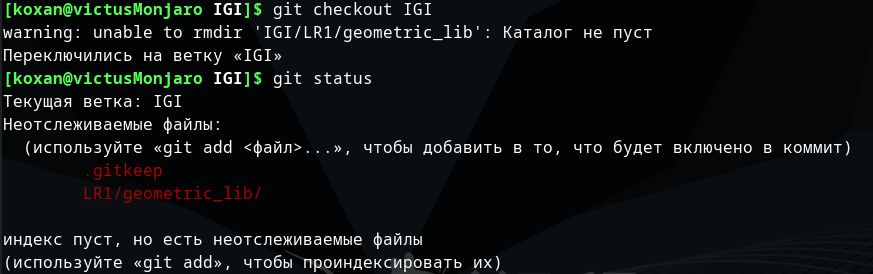 [koxan@victusMonjaro IGI]$ git checkout IGI
warning: unable to rmdir 'IGI/LR1/geometric_lib': Каталог не пуст
Переключились на ветку «IGI»
[koxan@victusMonjaro IGI]$ git status
Текущая ветка: IGI
Неотслеживаемые файлы:
  (используйте «git add <файл>...», чтобы добавить в то, что будет включено в коммит)
        .gitkeep
        LR1/geometric_lib/

индекс пуст, но есть неотслеживаемые файлы
(используйте «git add», чтобы проиндексировать их)